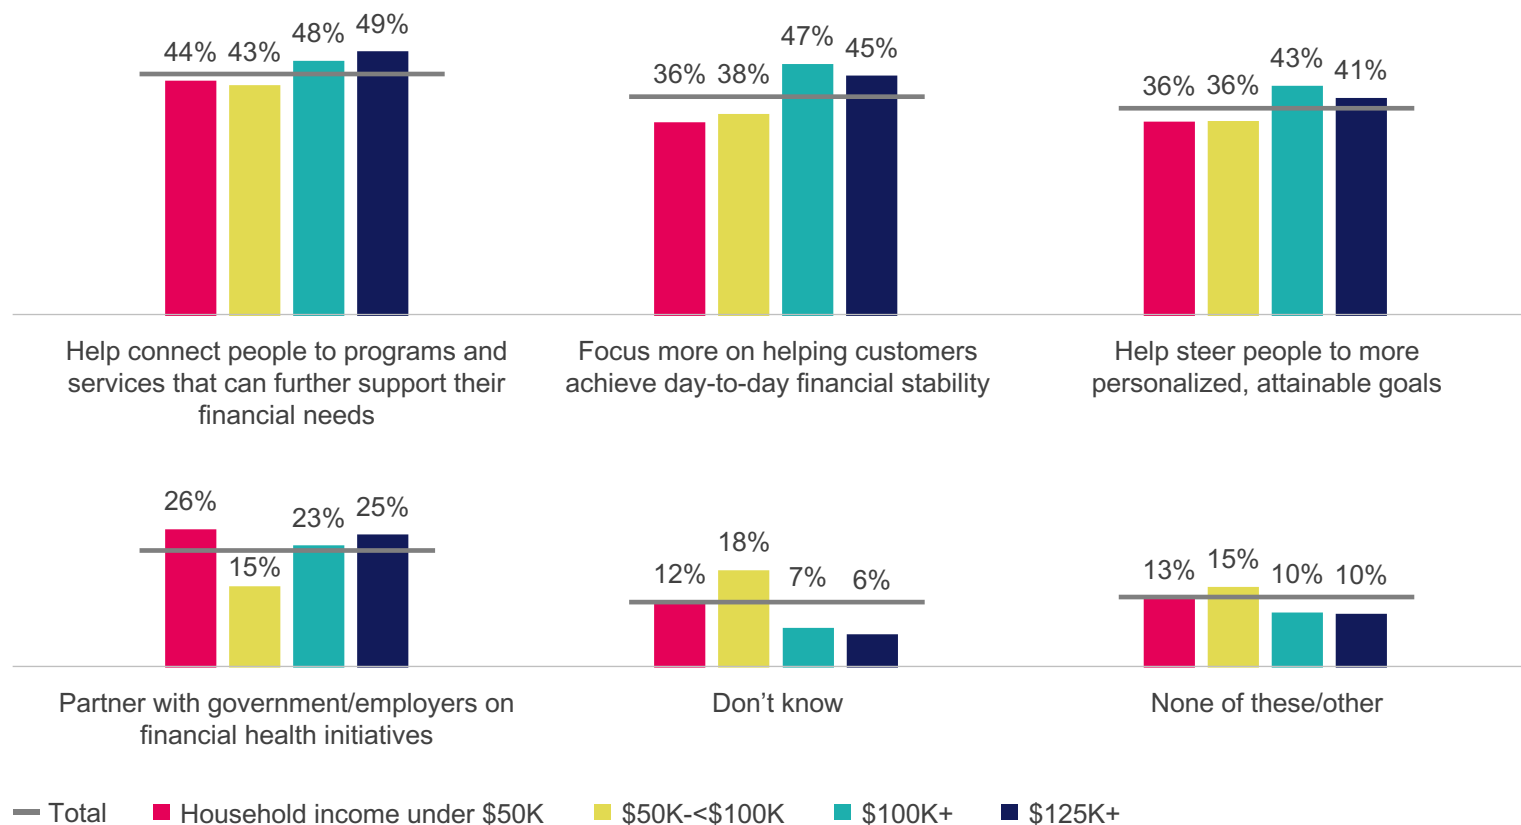 44% 43% 48% 49%
36% 38% 47% 45%
36% 36% 43% 41%
Help connect people to programs and
services that can further support their
financial needs
Focus more on helping customers
achieve day-to-day financial stability
Help steer people to more
personalized, attainable goals
26% 15% 23% 25%
12% 18% 7% 6%
13% 15% 10% 10%
Partner with government/employers on
financial health initiatives
Don’t know
None of these/other
Total Household income under $50K $50K-<$100K $100K+ $125K+